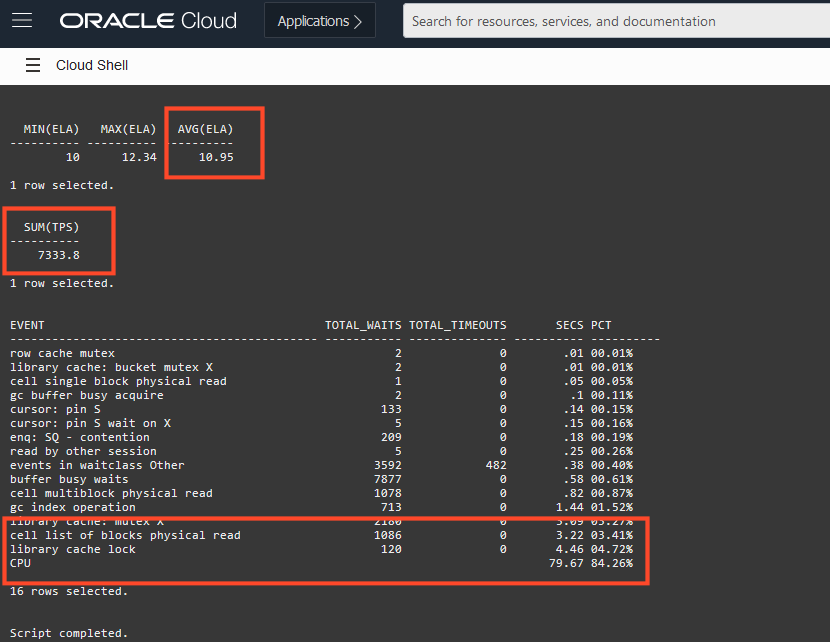 ORACLE Cloud
Applications >
Search for resources, services, and documentation
Cloud Shell
MIN(ELA) MAX(ELA) AVG(ELA)
---------- ---------- ----------
10 12.34 10.95
1 row selected.
SUM(TPS)
----------
7333.8
1 row selected.
EVENT TOTAL_WAITS TOTAL_TIMEOUTS SECS PCT
-------------------------------------------- ----------- -------------- ---------- ----------
row cache mutex 2 0 .01 00.01%
library cache: bucket mutex X 2 0 .01 00.01%
cell single block physical read 1 0 .05 00.05%
gc buffer busy acquire 2 0 .1 00.11%
cursor: pin S 133 0 .14 00.15%
cursor: pin S wait on X 5 0 .15 00.16%
enq: SQ - contention 209 0 .18 00.19%
read by other session 5 0 .25 00.26%
events in waitclass Other 3592 482 .38 00.40%
buffer busy waits 7877 0 .58 00.61%
cell multiblock physical read 1078 0 .82 00.87%
gc index operation 713 0 1.44 01.52%
library cache: mutex X 2180 0 3.09 03.27%
cell list of blocks physical read 1086 0 3.22 03.41%
library cache lock 120 0 4.46 04.72%
CPU 79.67 84.26%
16 rows selected.
Script completed.